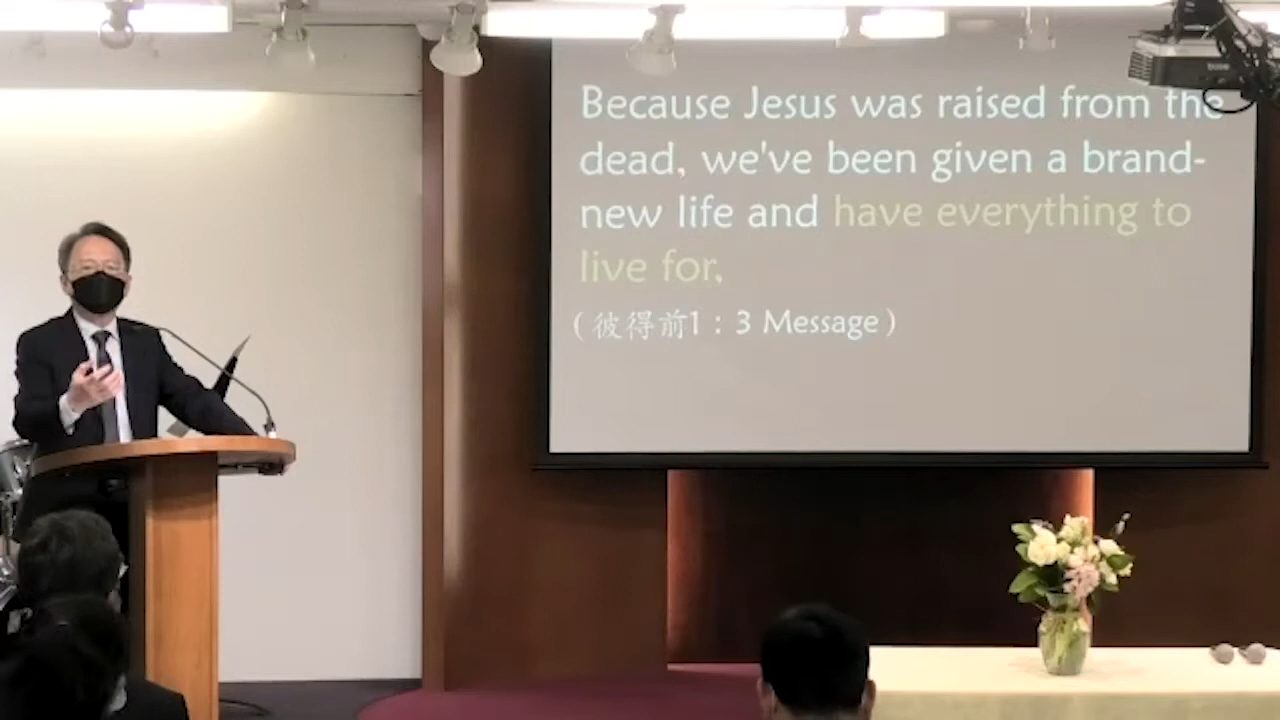 Because Jesus was raised from the
dead, we've been given a brand-
new life and have everything to
live for,
(彼得前1：3 Message)